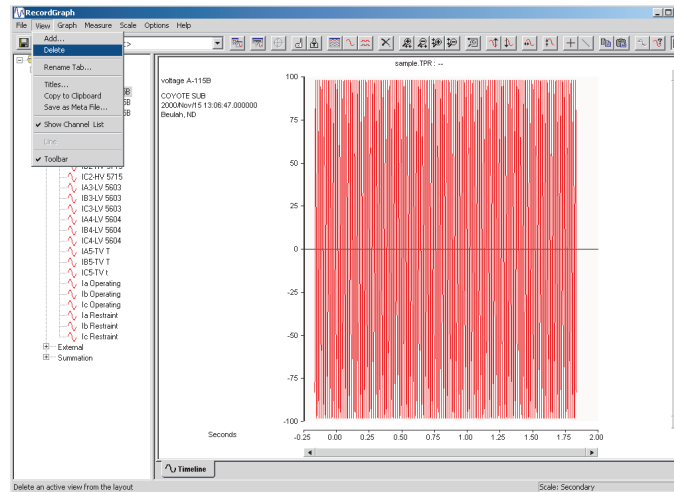 RecordGraph
File View Graph Measure Scale Options Help
Add...
Delete
Rename Tab...
Titles...
Copy to Clipboard
Save as Meta File...
Show Channel List
Line
Toolbar
IC2-HV 5715
IA3-LV 5603
IB3-LV 5603
IC3-LV 5603
IA4-LV 5604
IB4-LV 5604
IC4-LV 5604
IA5-TV T
IB5-TV T
IC5-TV t
Ia Operating
Ib Operating
Ic Operating
Ia Restraint
Ib Restraint
Ic Restraint
External
Summation
sample.TPR : --
voltage A-115B
COYOTE SUB
2000/Nov/15 13:06:47.000000
Beulah, ND
100
75
50
25
0
-25
-50
-75
-100
Seconds
-0.25 0.00 0.25 0.50 0.75 1.00 1.25 1.50 1.75 2.00
Timeline
Delete an active view from the layout
Scale: Secondary